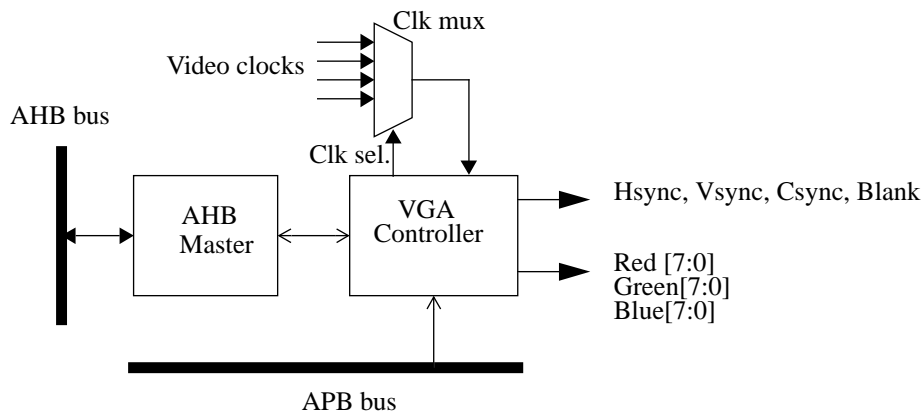 Clk mux
Video clocks
AHB bus
Clk sel.
AHB
Master
VGA
Controller
Hsync, Vsync, Csync, Blank
Red [7:0]
Green[7:0]
Blue[7:0]
APB bus